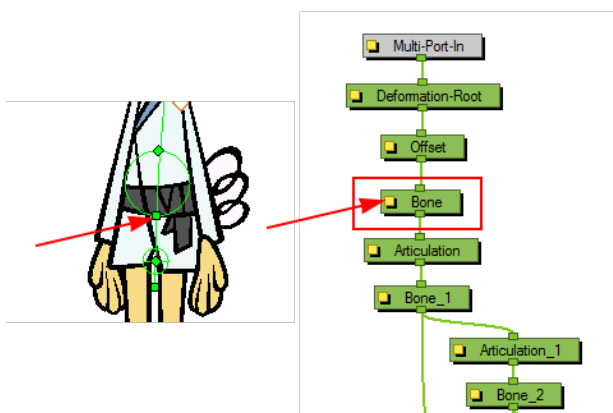 Multi-Port-In
Deformation-Root
Offset
Bone
Articulation
Bone_1
Articulation_1
Bone_2